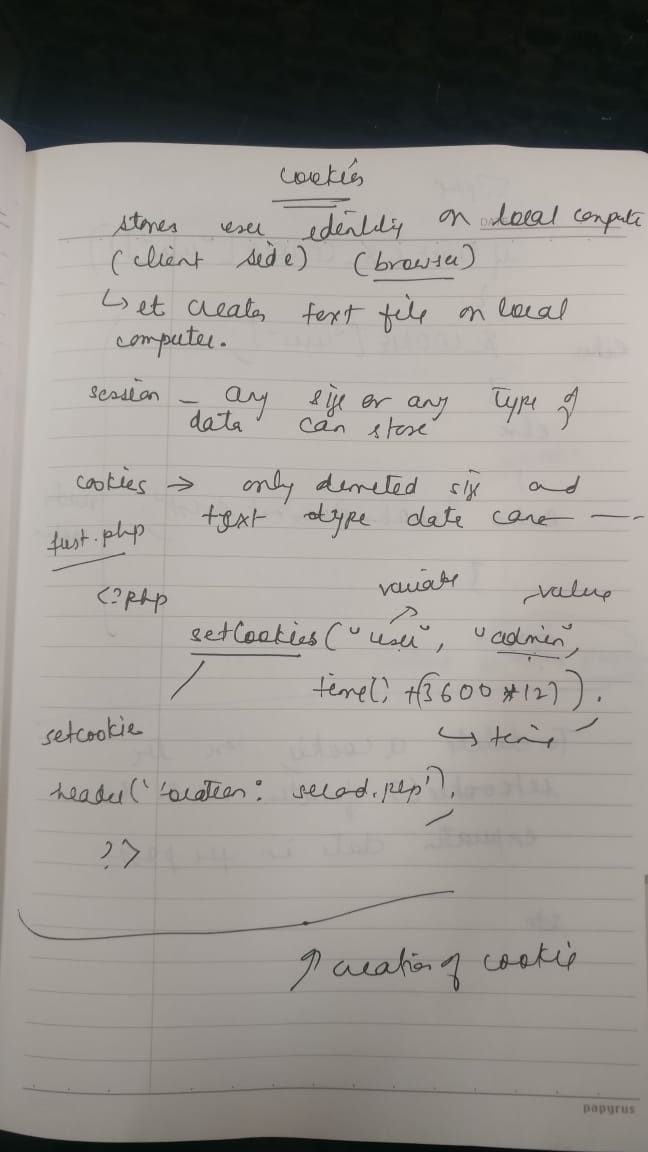 cookies
stores user identity on local compute
(client side) (browser)
↳ it creates text file on local
computer.
session - any size or any type of
data can store
cookies → only limited size and
text type data can
first.php
variable value
<?php
setCookies("user", "admin",
time() +(3600*12)).
↳ time
setcookie
header('location: second.php'),
?>
↗ creation of cookie
papyrus